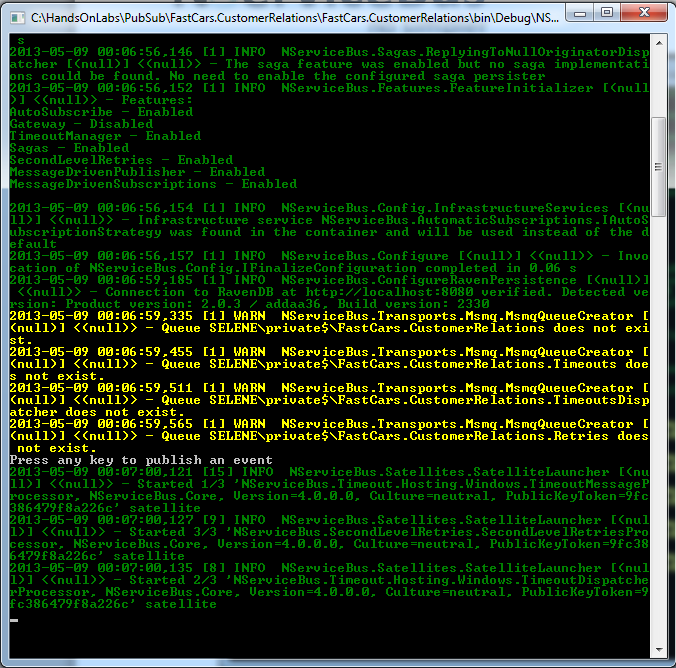 C:\HandsOnLabs\PubSub\FastCars.CustomerRelations\FastCars.CustomerRelations\bin\Debug\NS...
s
2013-05-09 00:06:56,146 [1] INFO  NServiceBus.Sagas.ReplyingToNullOriginatorDisp
atcher [(null)] <(null)> - The saga feature was enabled but no saga implementati
ons could be found. No need to enable the configured saga persister
2013-05-09 00:06:56,152 [1] INFO  NServiceBus.Features.FeatureInitializer [(null
)] <(null)> - Features:
AutoSubscribe - Enabled
Gateway - Disabled
TimeoutManager - Enabled
Sagas - Enabled
SecondLevelRetries - Enabled
MessageDrivenPublisher - Enabled
MessageDrivenSubscriptions - Enabled
2013-05-09 00:06:56,154 [1] INFO  NServiceBus.Config.InfrastructureServices [(nu
ll)] <(null)> - Infrastructure service NServiceBus.AutomaticSubscriptions.IAutoS
ubscriptionStrategy was found in the container and will be used instead of the d
efault
2013-05-09 00:06:56,157 [1] INFO  NServiceBus.Configure [(null)] <(null)> - Invo
cation of NServiceBus.Config.IFinalizeConfiguration completed in 0.06 s
2013-05-09 00:06:59,185 [1] INFO  NServiceBus.ConfigureRavenPersistence [(null)]
 <(null)> - Connection to RavenDB at http://localhost:8080 verified. Detected ve
rsion: Product version: 2.0.3 / addaa36, Build version: 2330
2013-05-09 00:06:59,335 [1] WARN  NServiceBus.Transports.Msmq.MsmqQueueCreator [
(null)] <(null)> - Queue SELENE\private$\FastCars.CustomerRelations does not exi
st.
2013-05-09 00:06:59,455 [1] WARN  NServiceBus.Transports.Msmq.MsmqQueueCreator [
(null)] <(null)> - Queue SELENE\private$\FastCars.CustomerRelations.Timeouts doe
s not exist.
2013-05-09 00:06:59,511 [1] WARN  NServiceBus.Transports.Msmq.MsmqQueueCreator [
(null)] <(null)> - Queue SELENE\private$\FastCars.CustomerRelations.TimeoutsDisp
atcher does not exist.
2013-05-09 00:06:59,565 [1] WARN  NServiceBus.Transports.Msmq.MsmqQueueCreator [
(null)] <(null)> - Queue SELENE\private$\FastCars.CustomerRelations.Retries does
 not exist.
Press any key to publish an event
2013-05-09 00:07:00,121 [15] INFO  NServiceBus.Satellites.SatelliteLauncher [(nu
ll)] <(null)> - Started 1/3 'NServiceBus.Timeout.Hosting.Windows.TimeoutMessageP
rocessor, NServiceBus.Core, Version=4.0.0.0, Culture=neutral, PublicKeyToken=9fc
386479f8a226c' satellite
2013-05-09 00:07:00,127 [9] INFO  NServiceBus.Satellites.SatelliteLauncher [(nul
l)] <(null)> - Started 3/3 'NServiceBus.SecondLevelRetries.SecondLevelRetriesPro
cessor, NServiceBus.Core, Version=4.0.0.0, Culture=neutral, PublicKeyToken=9fc38
6479f8a226c' satellite
2013-05-09 00:07:00,135 [8] INFO  NServiceBus.Satellites.SatelliteLauncher [(nul
l)] <(null)> - Started 2/3 'NServiceBus.Timeout.Hosting.Windows.TimeoutDispatche
rProcessor, NServiceBus.Core, Version=4.0.0.0, Culture=neutral, PublicKeyToken=9
fc386479f8a226c' satellite